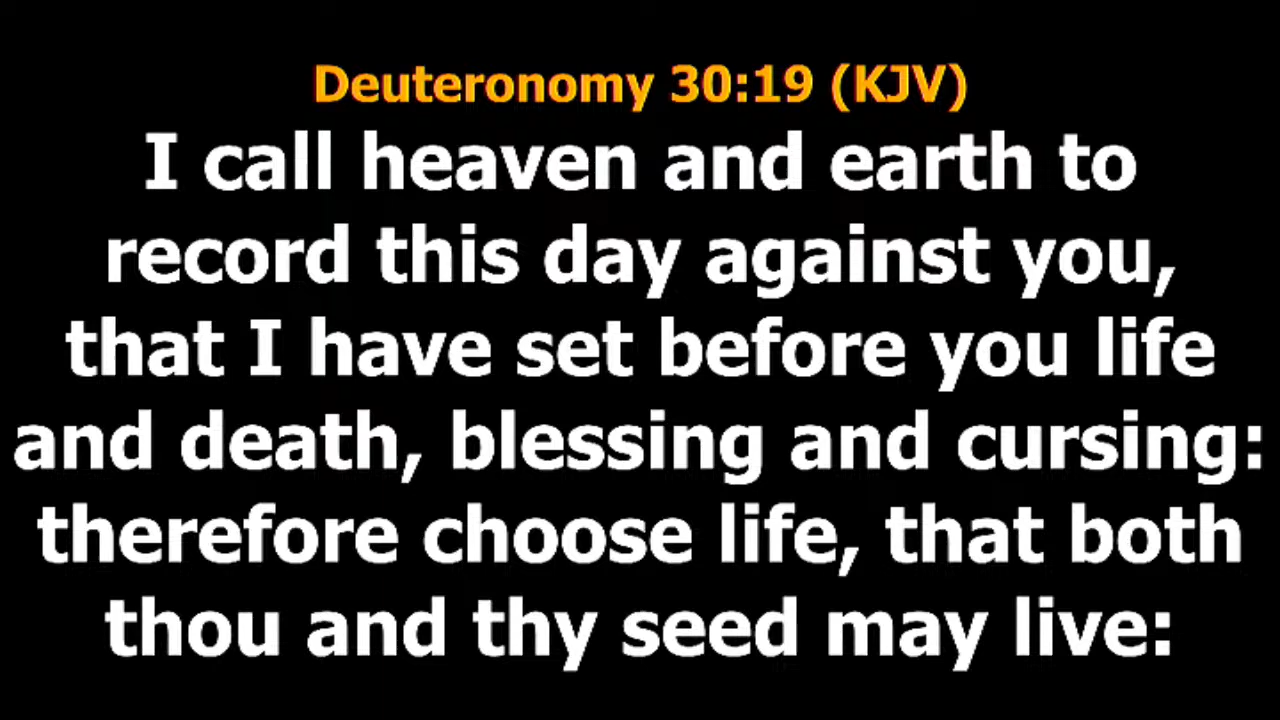 Deuteronomy 30:19 (KJV)
I call heaven and earth to
record this day against you,
that I have set before you life
and death, blessing and cursing:
therefore choose life, that both
thou and thy seed may live: